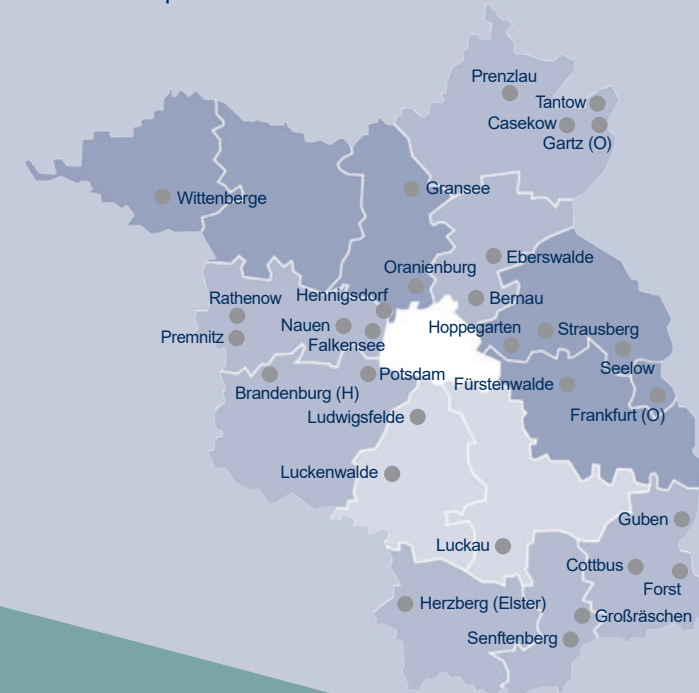 Prenzlau
Tantow
Casekow
Gartz (O)
Gransee
Wittenberge
Eberswalde
Oranienburg
Rathenow
Hennigsdorf
Bernau
Nauen
Hoppegarten
Strausberg
Premnitz
Falkensee
Seelow
Potsdam
Fürstenwalde
Brandenburg (H)
Ludwigsfelde
Frankfurt (O)
Luckenwalde
Guben
Luckau
Cottbus
Forst
Herzberg (Elster)
Großräschen
Senftenberg